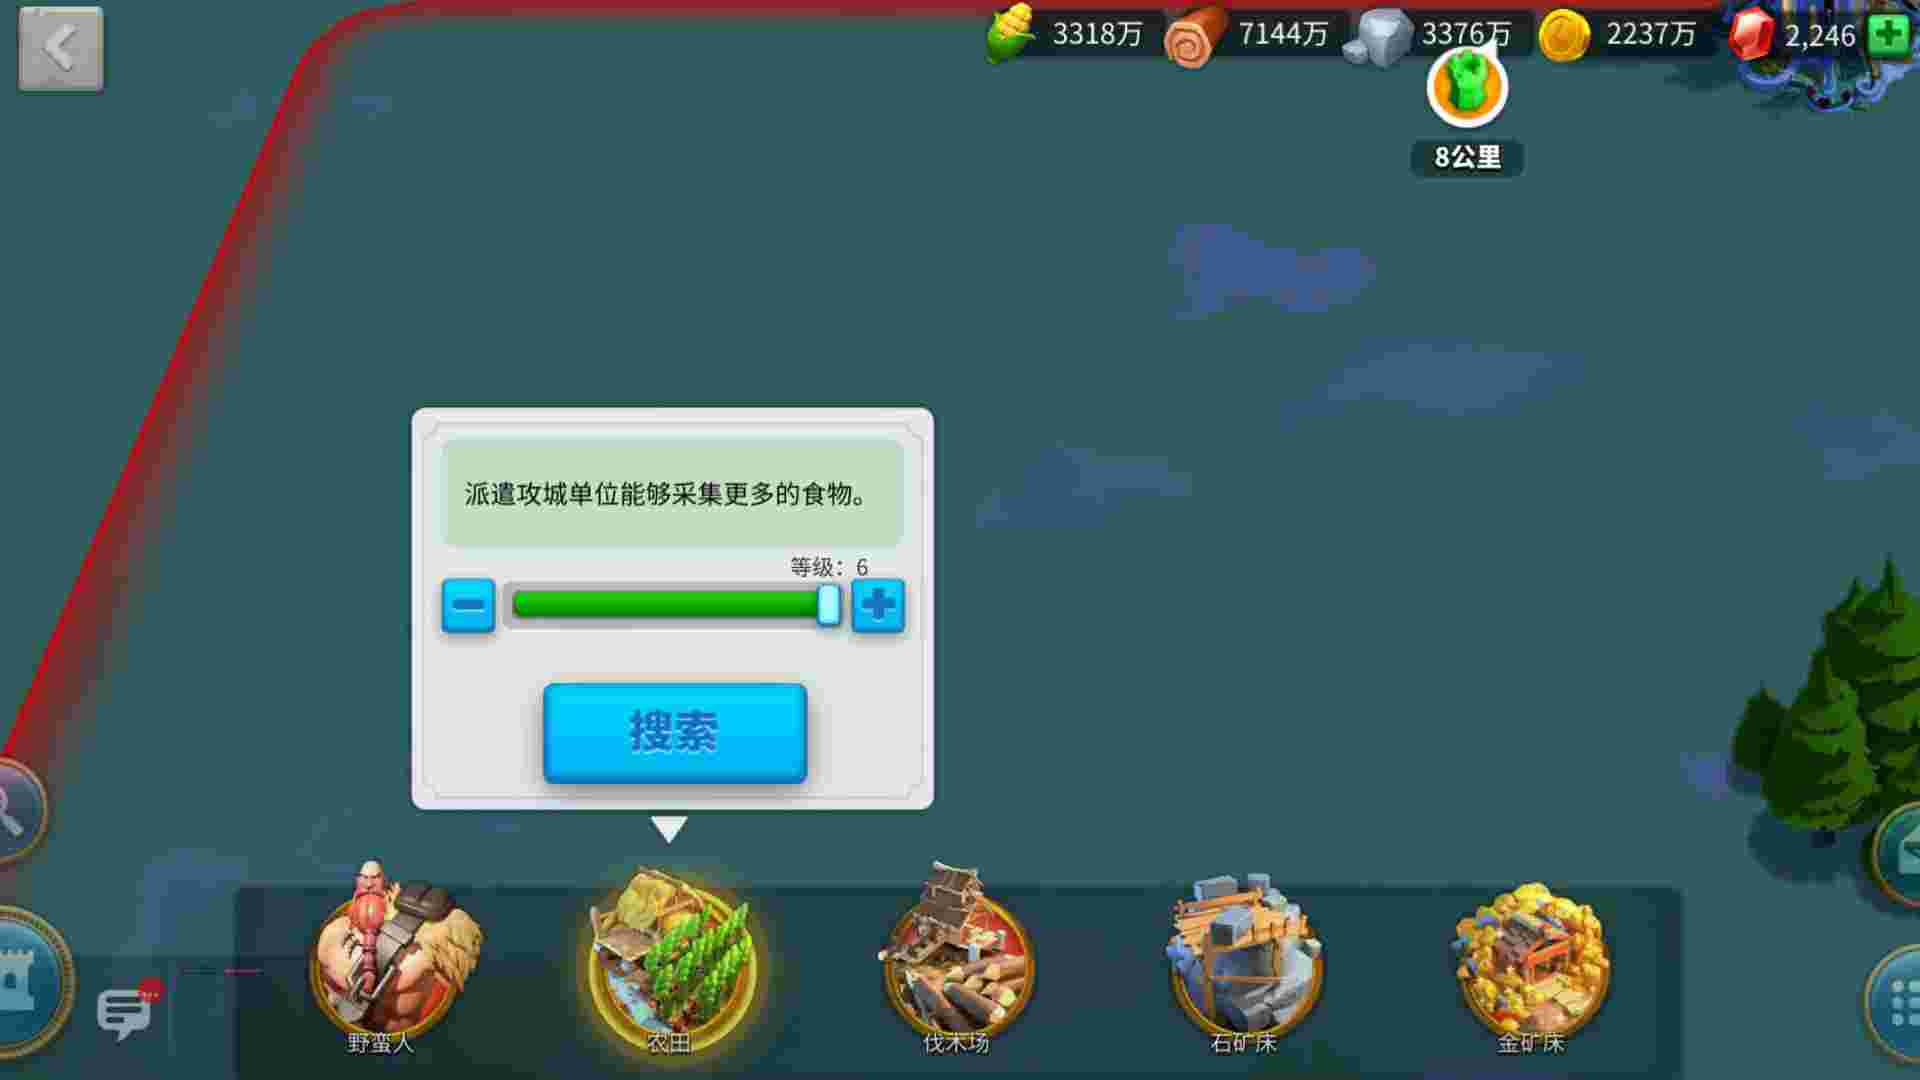 3318万
7144万
3376万
2237万
2,246
8公里
派遣攻城单位能够采集更多的食物。
等级：6
搜索
野蛮人
农田
伐木场
石矿床
金矿床